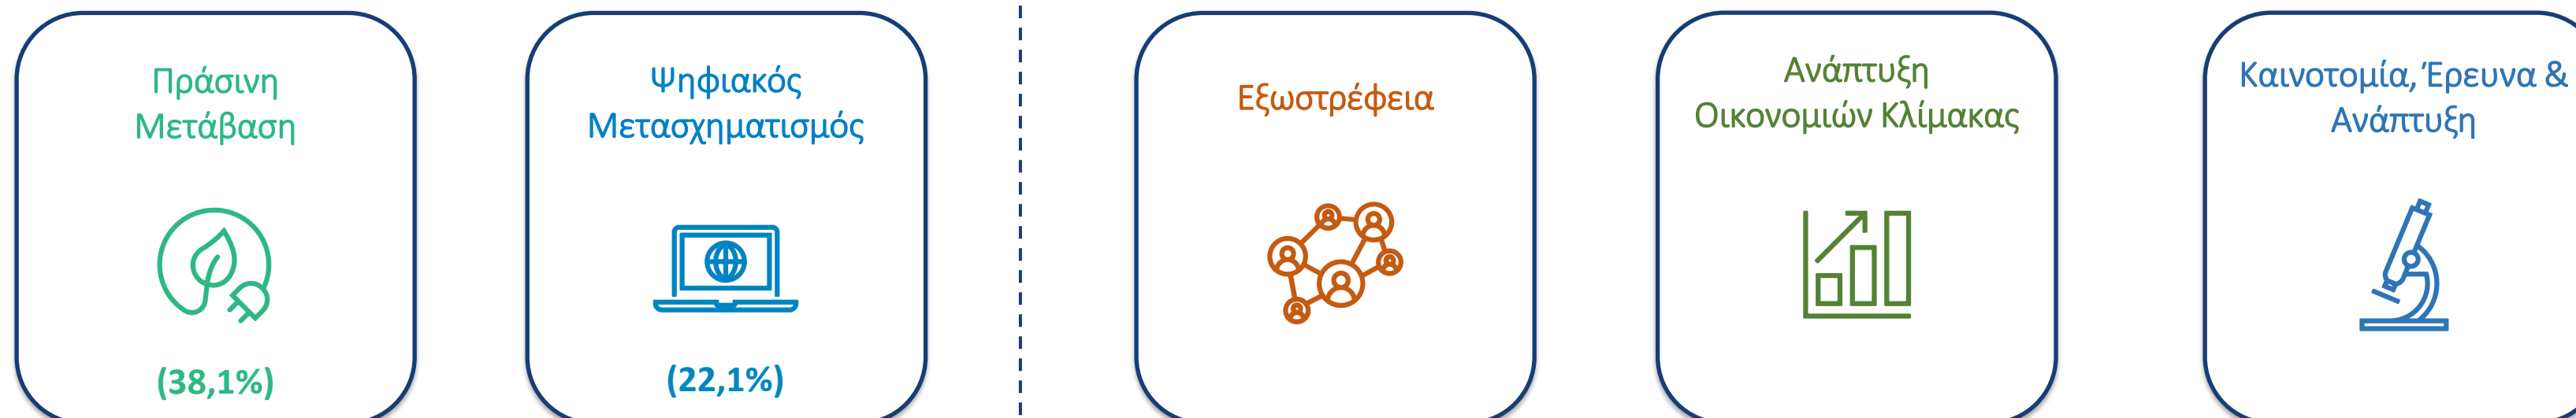 Πράσινη
Μετάβαση
(38,1%)
Ψηφιακός
Μετασχηματισμός
(22,1%)
Εξωστρέφεια
Ανάπτυξη
Οικονομιών Κλίμακας
Καινοτομία, Έρευνα &
Ανάπτυξη